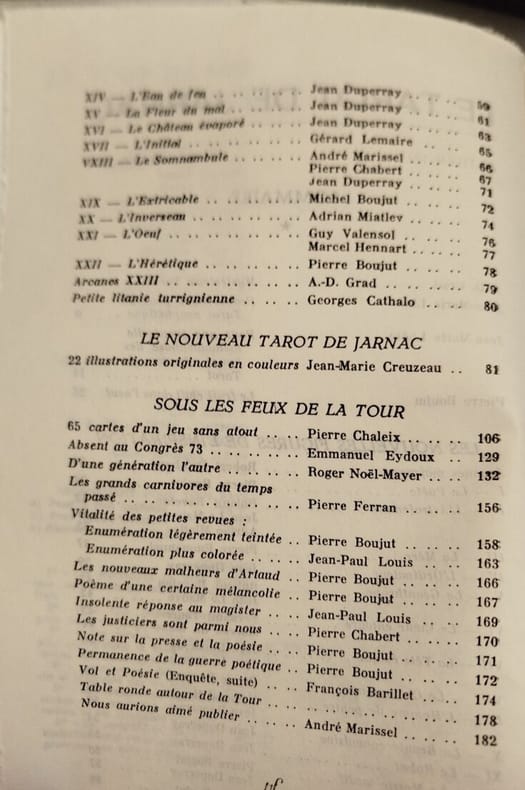 XIV — L'Eau de feu .. .. .. .. .. Jean Duperray .. .. .. 59
XV — La Fleur du mal .. .. .. .. Jean Duperray .. .. .. 61
XVI — Le Château évaporé .. .. .. Jean Duperray .. .. .. 63
XVII — L'Initial .. .. .. .. .. Gérard Lemaire .. .. .. 65
VXIII — Le Somnambule .. .. .. .. André Marissel .. .. .. 66
Pierre Chabert .. .. .. 67
Jean Duperray .. .. .. 71
XIX — L'Extricable .. .. .. .. Michel Boujut .. .. .. 72
XX — L'Inverseau .. .. .. .. .. Adrian Miatlev .. .. .. 74
XXI — L'Oeuf .. .. .. .. .. .. Guy Valensol .. .. .. 76
Marcel Hennart .. .. .. 77
XXII — L'Hérétique .. .. .. .. Pierre Boujut .. .. .. 78
Arcanes XXIII .. .. .. .. .. .. A.-D. Grad .. .. .. .. 79
Petite litanie turrignienne .. .. .. Georges Cathalo .. .. .. 80
LE NOUVEAU TAROT DE JARNAC
22 illustrations originales en couleurs Jean-Marie Creuzeau .. 81
SOUS LES FEUX DE LA TOUR
65 cartes d'un jeu sans atout .. .. Pierre Chaleix .. .. .. 106
Absent au Congrès 73 .. .. .. .. Emmanuel Eydoux .. .. 129
D'une génération l'autre .. .. .. .. Roger Noël-Mayer .. .. 132
Les grands carnivores du temps
passé .. .. .. .. .. .. .. .. Pierre Ferran .. .. .. 156
Vitalité des petites revues :
Enumération légèrement teintée .. Pierre Boujut .. .. .. 158
Enumération plus colorée .. .. .. Jean-Paul Louis .. .. .. 163
Les nouveaux malheurs d'Artaud .. Pierre Boujut .. .. .. 166
Poème d'une certaine mélancolie .. Pierre Boujut .. .. .. 167
Insolente réponse au magister .. .. Jean-Paul Louis .. .. .. 169
Les justiciers sont parmi nous .. .. Pierre Chabert .. .. .. 170
Note sur la presse et la poésie .. .. Pierre Boujut .. .. .. 171
Permanence de la guerre poétique .. Pierre Boujut .. .. .. 172
Vol et Poésie (Enquête, suite) .. .. François Barillet .. .. .. 174
Table ronde autour de la Tour .. .. .. .. .. .. .. .. 178
Nous aurions aimé publier .. .. .. André Marissel .. .. .. 182